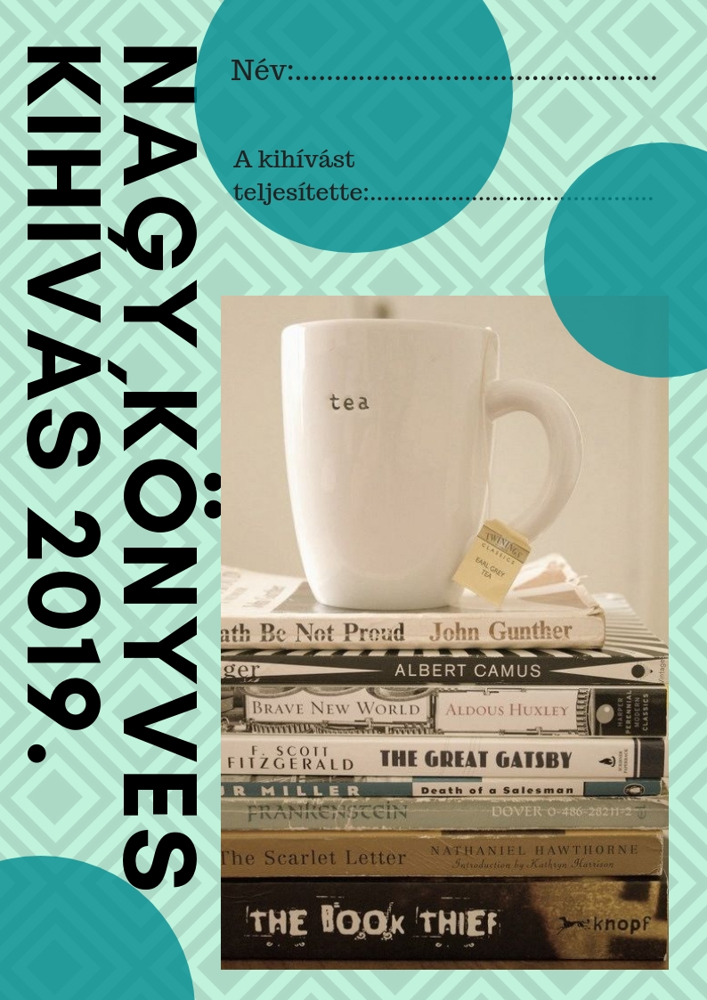 NAGY KÖNYVES
KIHÍVÁS 2019.
Név:
A kihívást
teljesítette:
tea
TWININGS
CLASSICS
EARL GREY
TEA
ath Be Not Proud John Gunther
ger ALBERT CAMUS Vintage
BRAVE NEW WORLD ALDOUS HUXLEY HARPER PERENNIAL MODERN CLASSICS
F. SCOTT
FITZGERALD THE GREAT GATSBY
UR MILLER Death of a Salesman
FRANKENSTEIN DOVER 0-486-28211-2
The Scarlet Letter NATHANIEL HAWTHORNE
Introduction by Kathryn Harrison
THE BOOK THIEF knopf